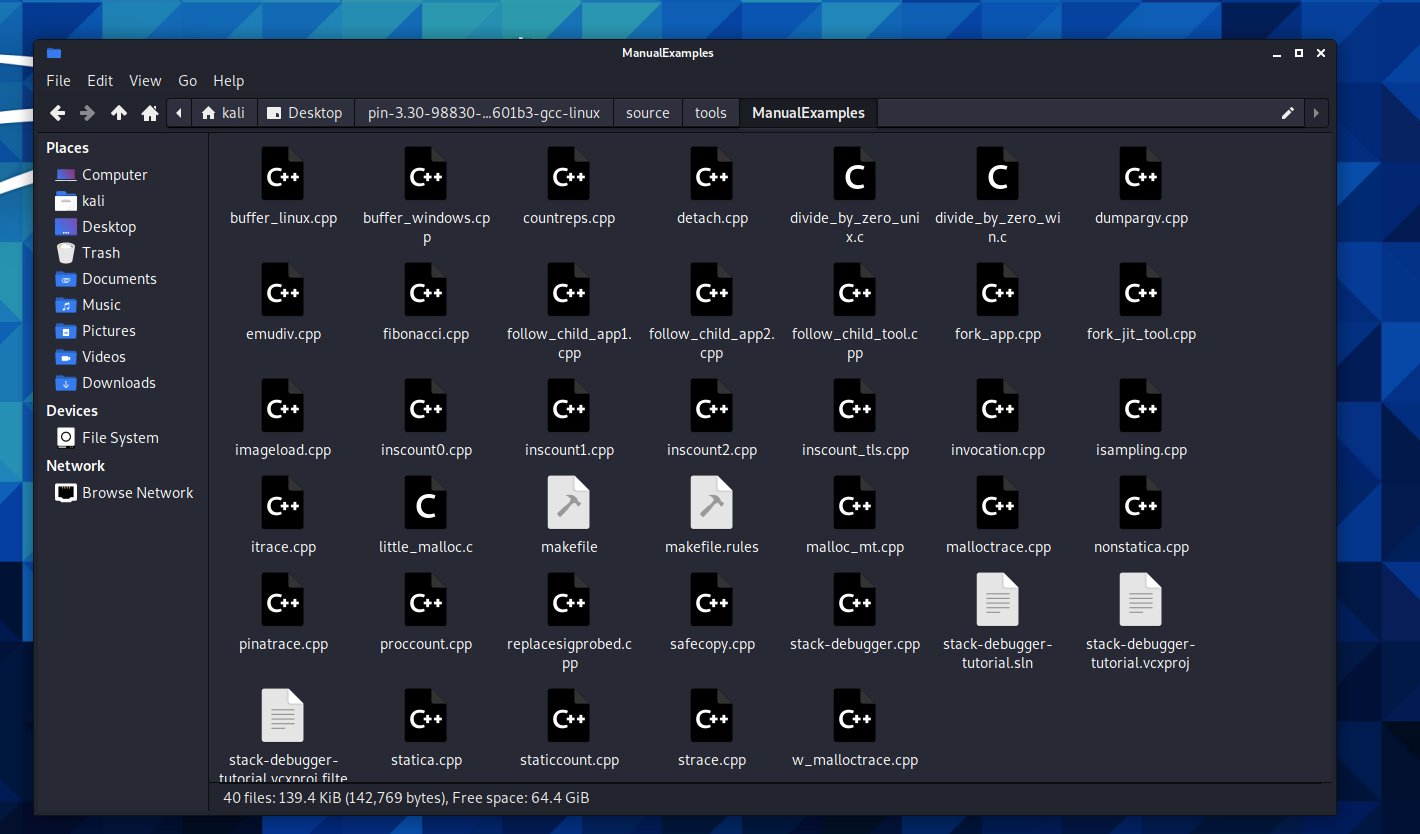 ManualExamples
File Edit View Go Help
kali Desktop pin-3.30-98830-...601b3-gcc-linux source tools ManualExamples
Places
Computer
kali
Desktop
Trash
Documents
Music
Pictures
Videos
Downloads
Devices
File System
Network
Browse Network
C++ C++ C++ C++ C C C++
buffer_linux.cpp buffer_windows.cp countreps.cpp detach.cpp divide_by_zero_uni divide_by_zero_wi dumpargv.cpp
p x.c n.c
C++ C++ C++ C++ C++ C++ C++
emudiv.cpp fibonacci.cpp follow_child_app1. follow_child_app2. follow_child_tool.c fork_app.cpp fork_jit_tool.cpp
cpp cpp pp
C++ C++ C++ C++ C++ C++ C++
imageload.cpp inscount0.cpp inscount1.cpp inscount2.cpp inscount_tls.cpp invocation.cpp isampling.cpp
C++ C C++ C++ C++
itrace.cpp little_malloc.c makefile makefile.rules malloc_mt.cpp malloctrace.cpp nonstatica.cpp
C++ C++ C++ C++ C++
pinatrace.cpp proccount.cpp replacesigprobed.c safecopy.cpp stack-debugger.cpp stack-debugger- stack-debugger-
pp tutorial.sln tutorial.vcxproj
C++ C++ C++ C++
stack-debugger- statica.cpp staticcount.cpp strace.cpp w_malloctrace.cpp
tutorial.vcxproj.filte
40 files: 139.4 KiB (142,769 bytes), Free space: 64.4 GiB